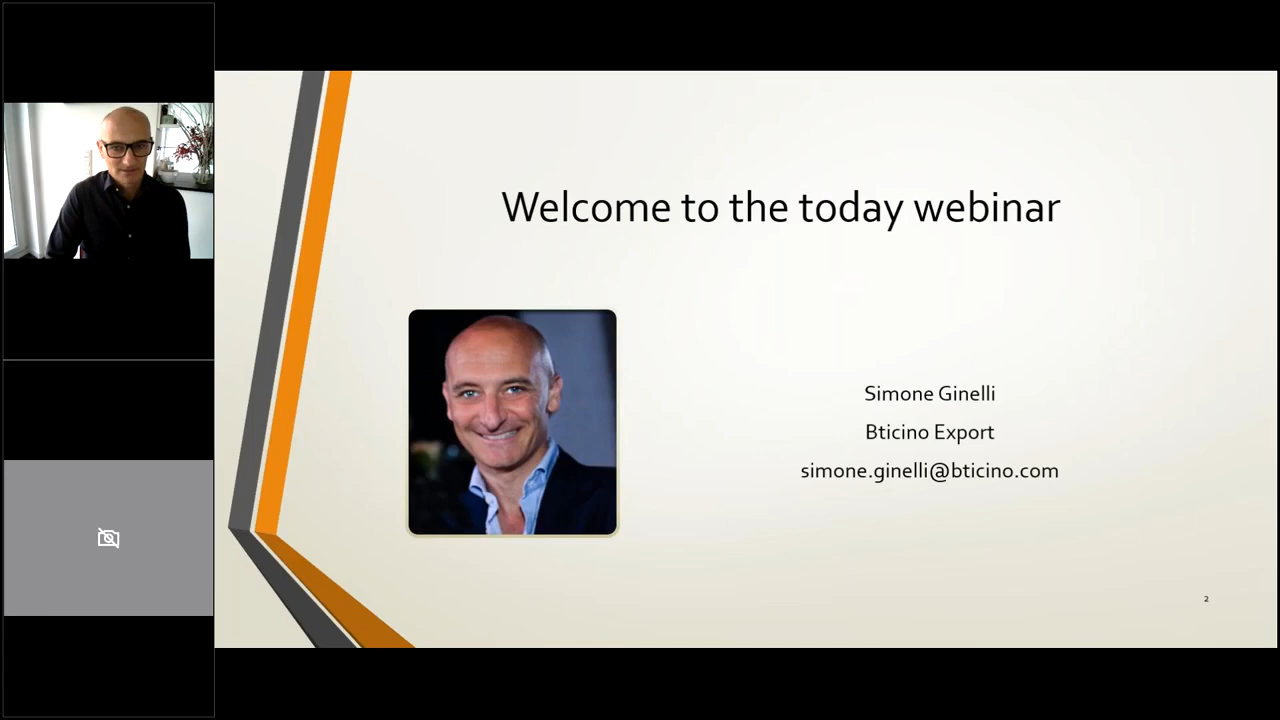 Welcome to the today webinar
Simone Ginelli
Bticino Export
simone.ginelli@bticino.com
2